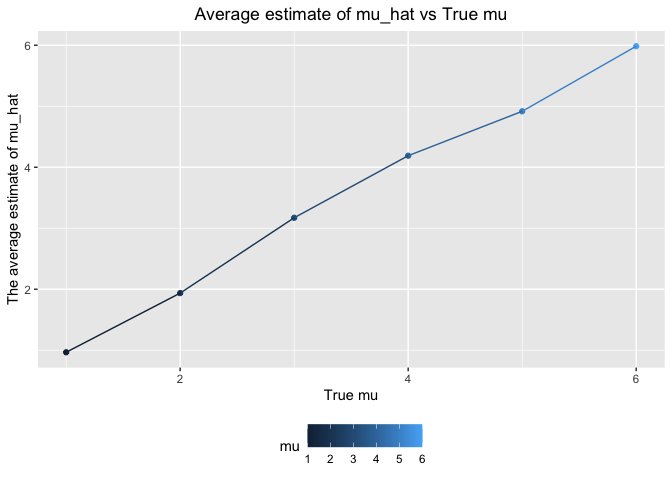 Average estimate of mu_hat vs True mu
The average estimate of mu_hat
6
4
2
2 4 6
True mu
mu
1 2 3 4 5 6